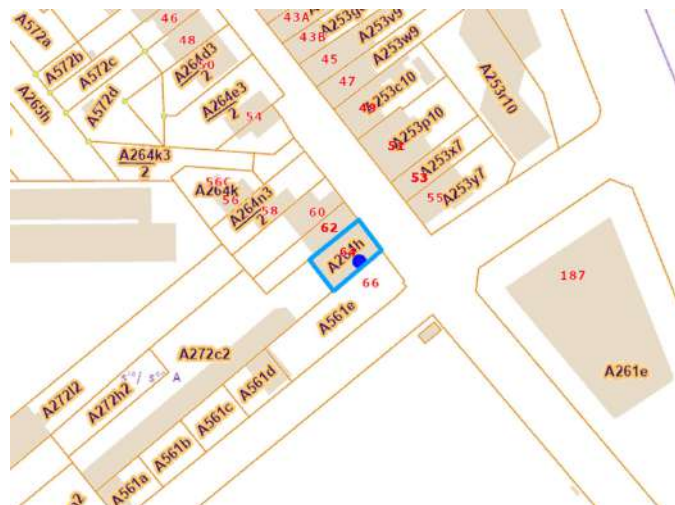 46
43A
A253v9
A572a
48
43B
A253w9
A572b
A572c
A264d3
2
50
45
A265h
A572d
A264e3
2
47
A253c10
A253r10
54
A253p10
51
A264k3
2
A253x7
53
56C
A264k
56
A264n3
2
58
60
62
55
A253y7
A264h
66
187
A561e
A272c2
A261e
A272l2
A272h2
A
A561d
A561c
A561b
A561a